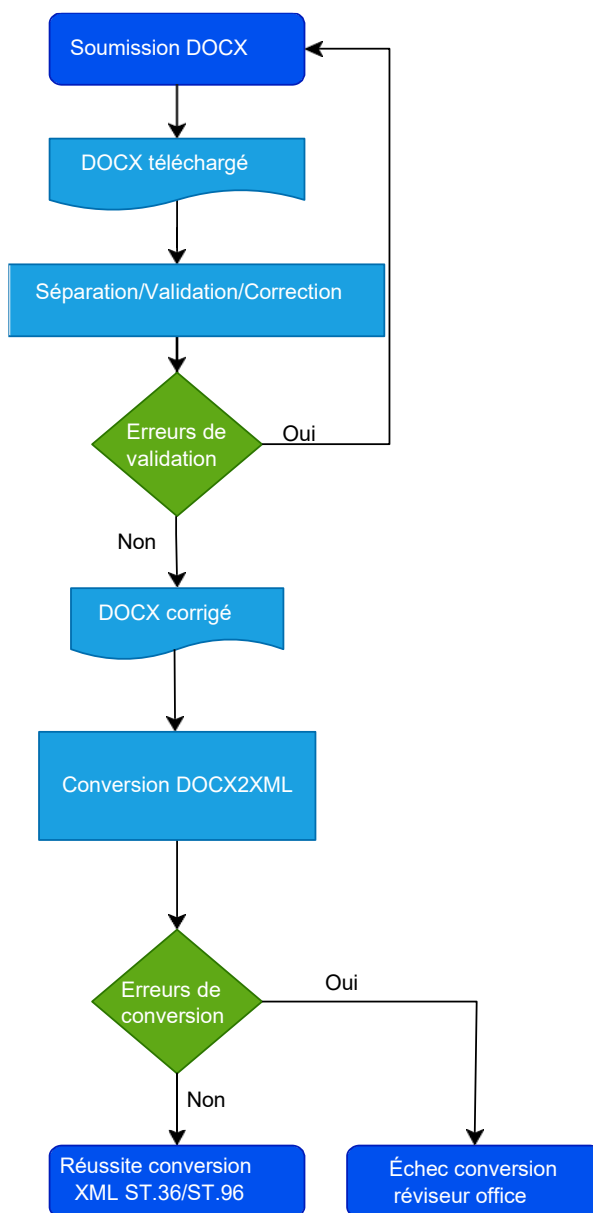 Soumission DOCX
DOCX téléchargé
Séparation/Validation/Correction
Erreurs de
validation
Oui
Non
DOCX corrigé
Conversion DOCX2XML
Erreurs de
conversion
Oui
Non
Réussite conversion
XML ST.36/ST.96
Échec conversion
réviseur office